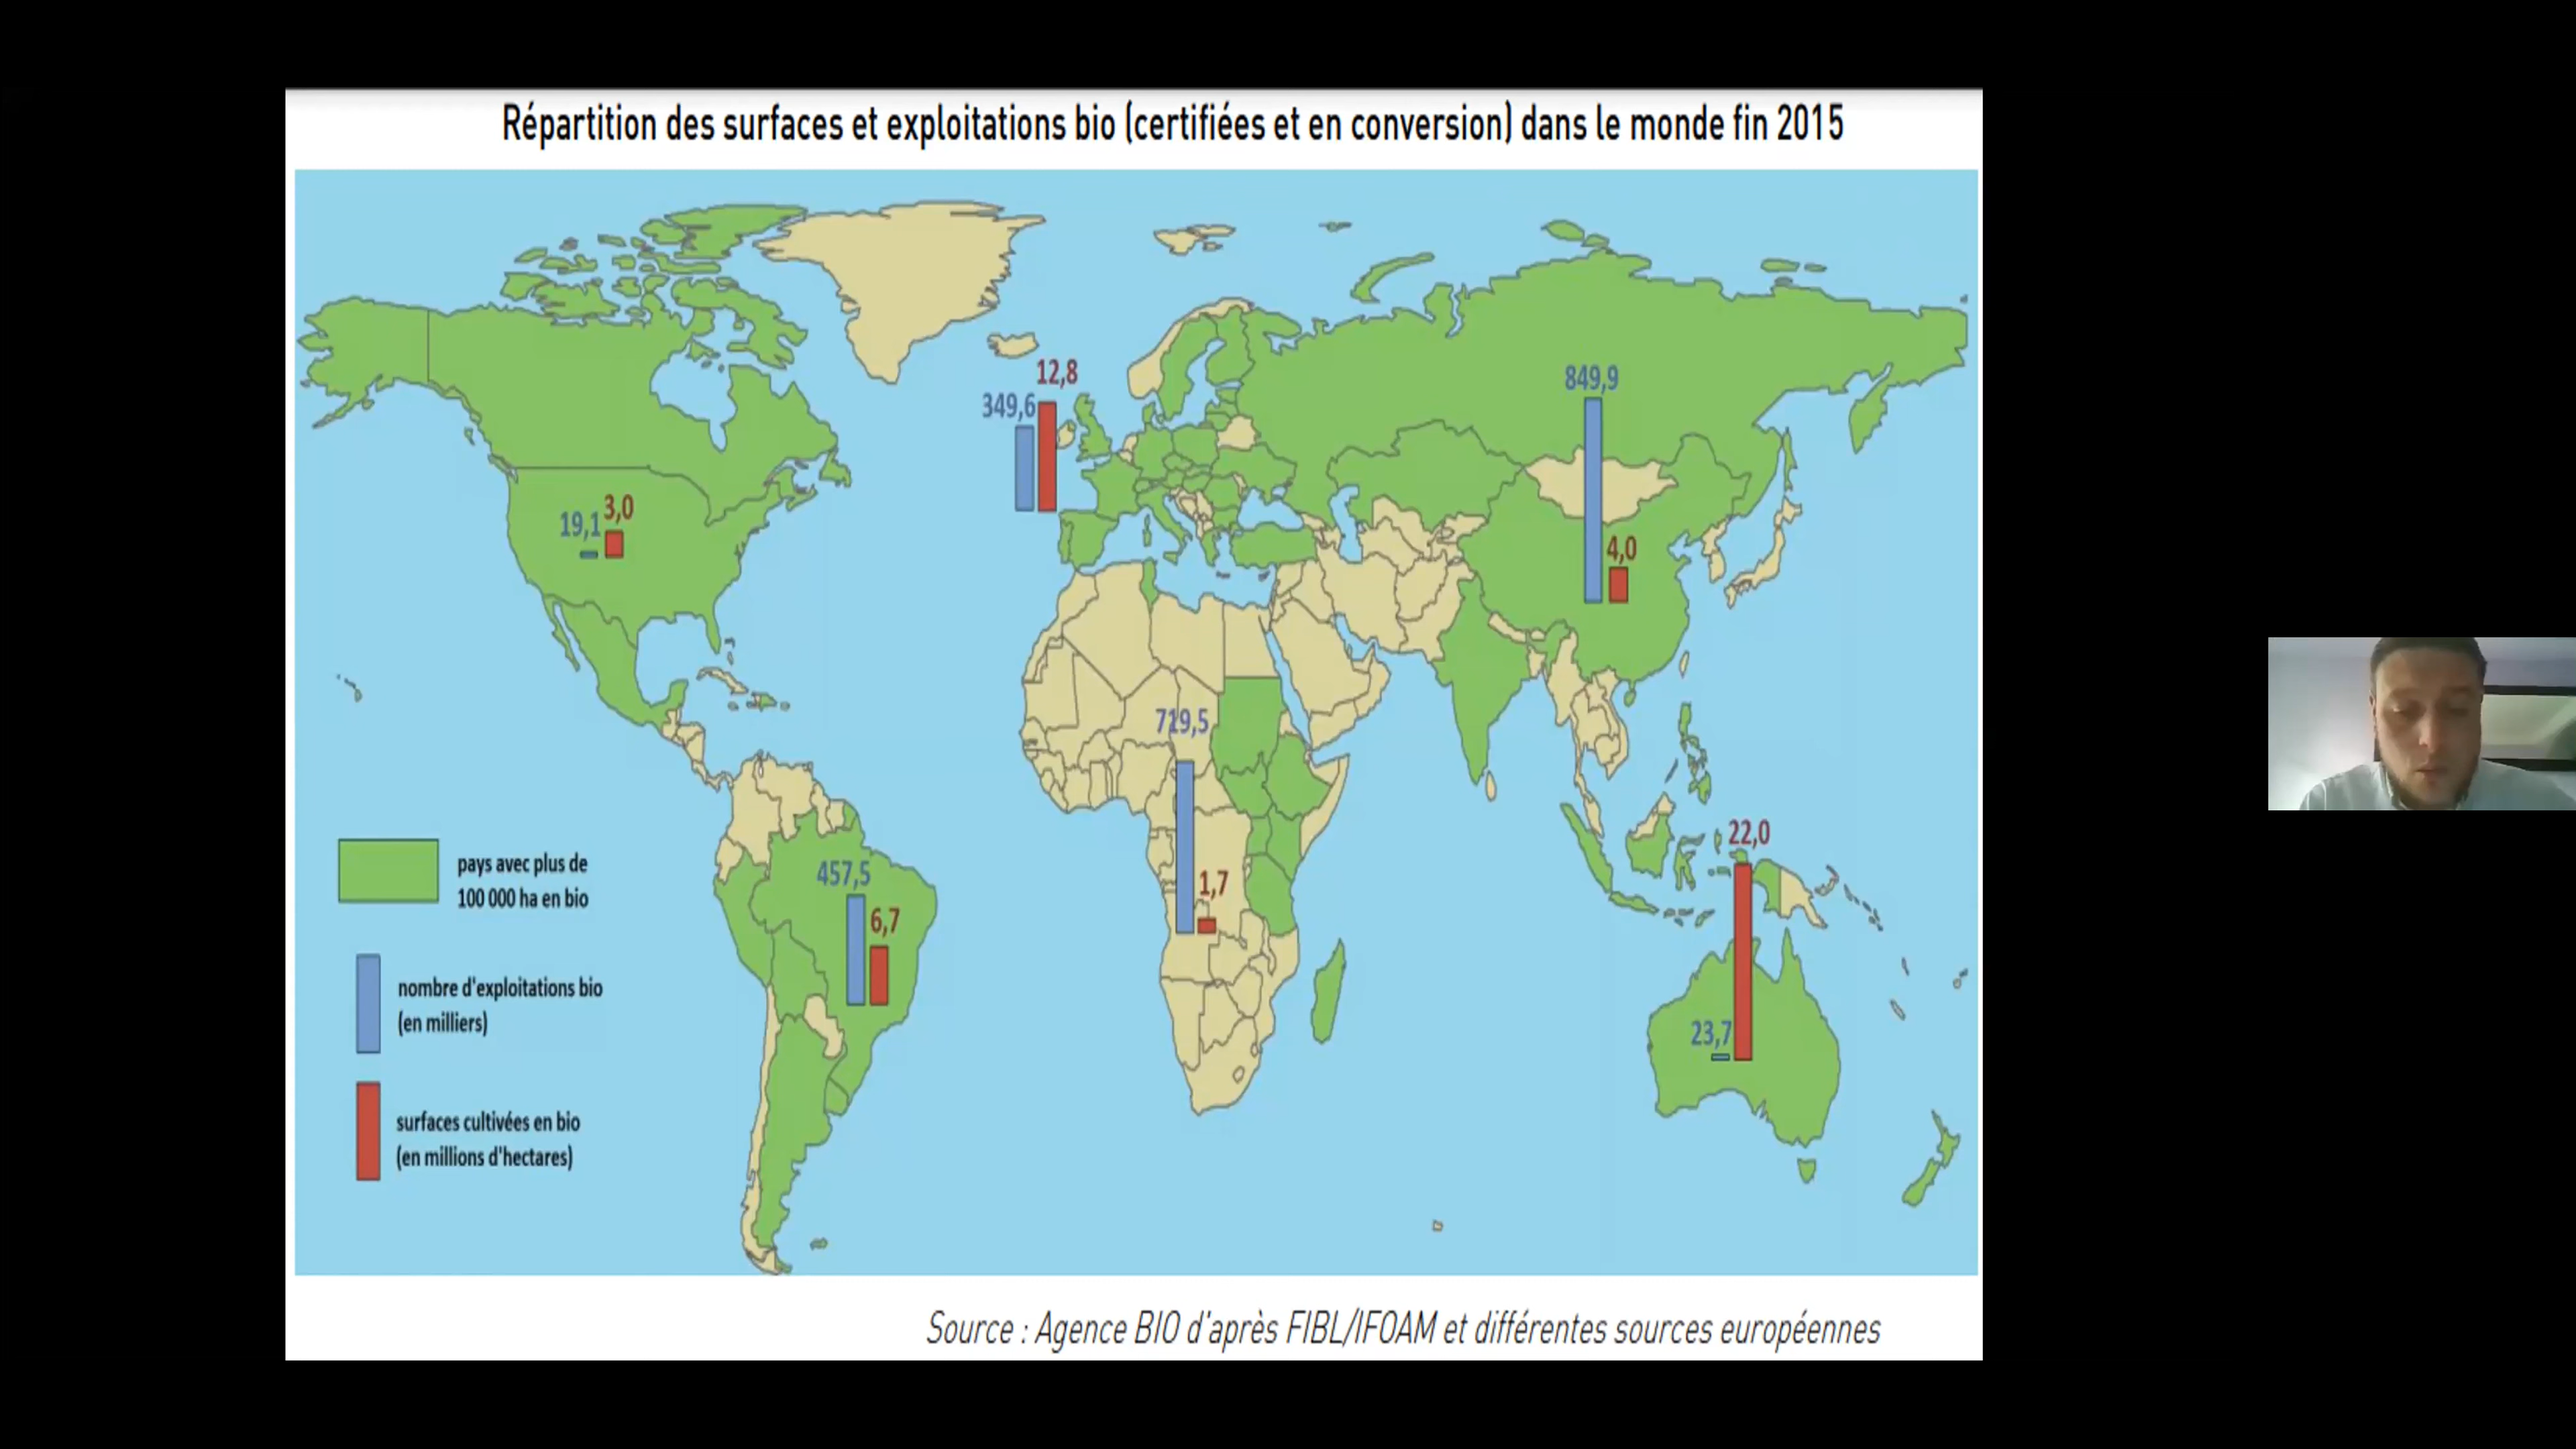 Répartition des surfaces et exploitations bio (certifiées et en conversion) dans le monde fin 2015
12,8
349,6
849,9
19,1
3,0
4,0
719,5
22,0
pays avec plus de
100 000 ha en bio
457,5
1,7
6,7
nombre d'exploitations bio
(en milliers)
23,7
surfaces cultivées en bio
(en millions d'hectares)
Source : Agence BIO d'après FIBL/IFOAM et différentes sources européennes